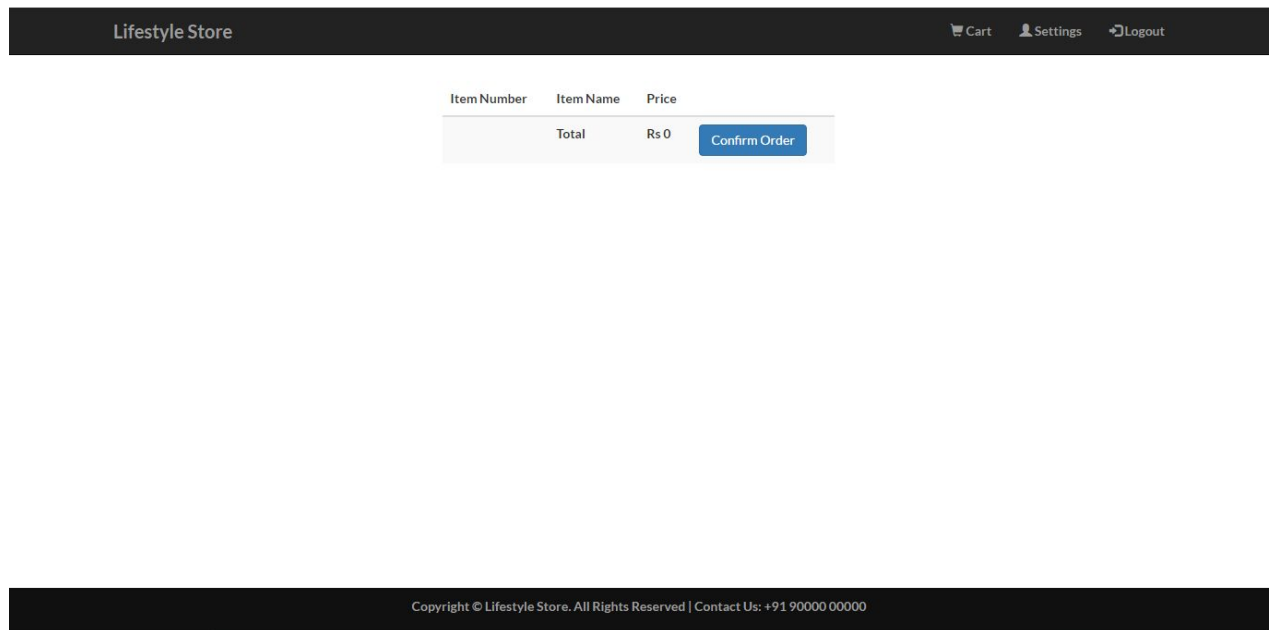 Lifestyle Store Cart Settings Logout
Item Number Item Name Price
Total Rs 0 Confirm Order
Copyright © Lifestyle Store. All Rights Reserved | Contact Us: +91 90000 00000